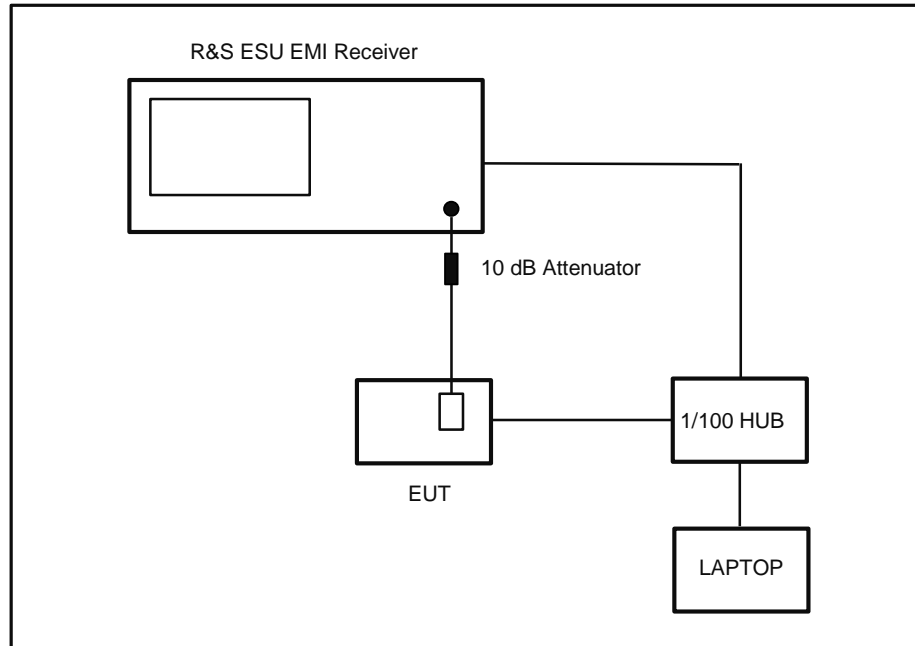 R&S ESU EMI Receiver
10 dB Attenuator
1/100 HUB
EUT
LAPTOP